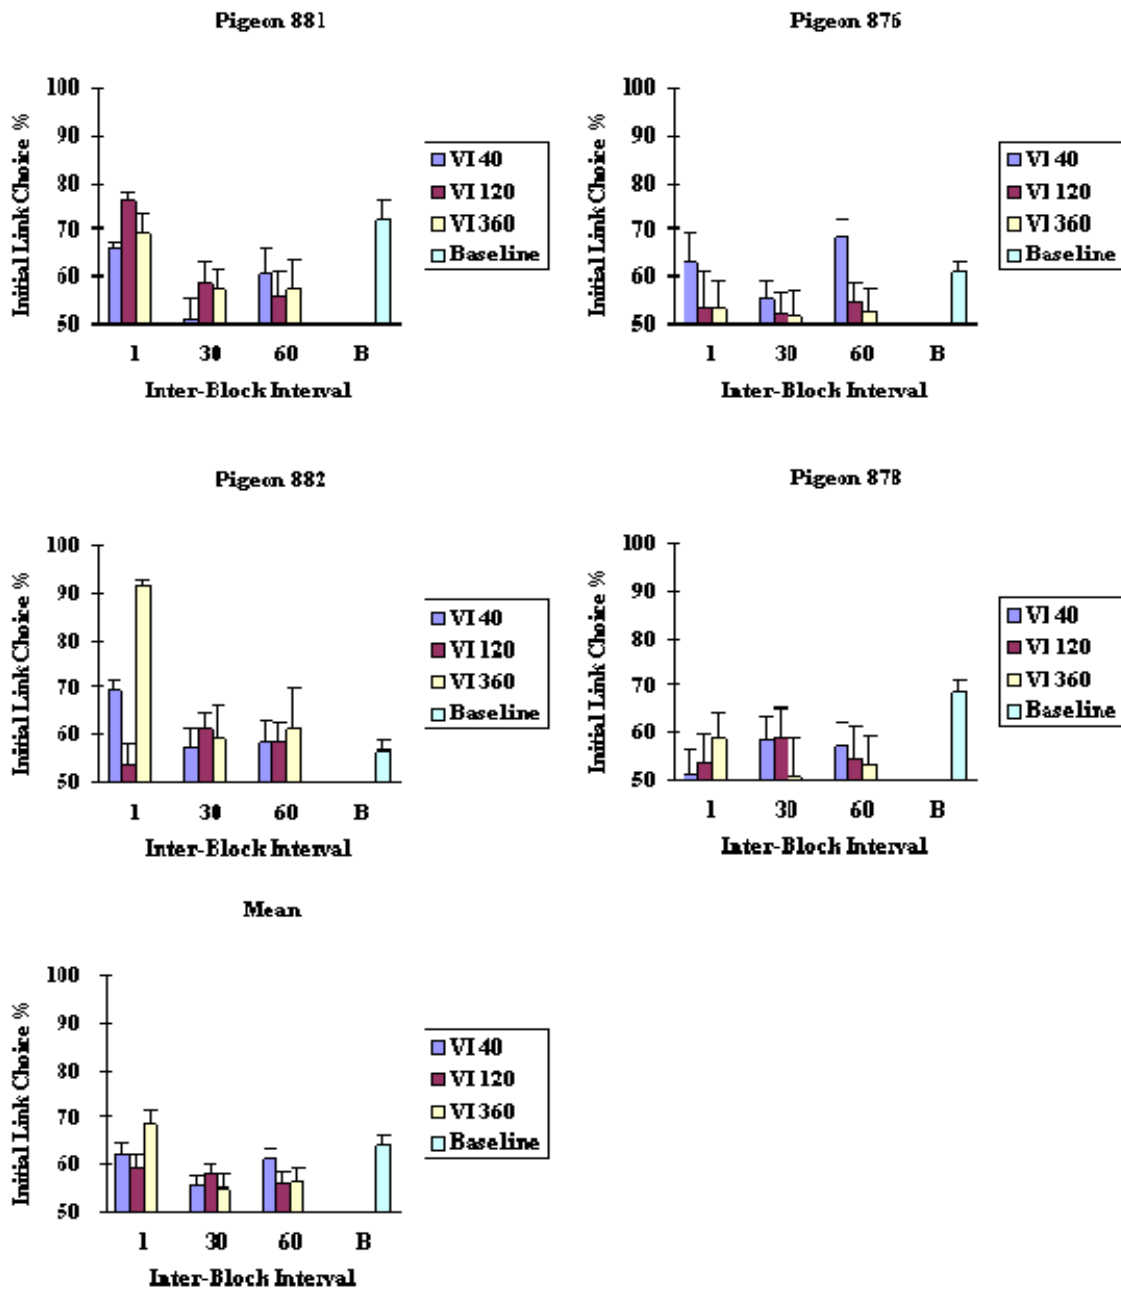 Pigeon 881
Initial Link Choice %
100
90
80
70
60
50
1 30 60 B
Inter-Block Interval
VI 40
VI 120
VI 360
Baseline
Pigeon 876
Initial Link Choice %
100
90
80
70
60
50
1 30 60 B
Inter-Block Interval
VI 40
VI 120
VI 360
Baseline
Pigeon 882
Initial Link Choice %
100
90
80
70
60
50
1 30 60 B
Inter-Block Interval
VI 40
VI 120
VI 360
Baseline
Pigeon 878
Initial Link Choice %
100
90
80
70
60
50
1 30 60 B
Inter-Block Interval
VI 40
VI 120
VI 360
Baseline
Mean
Initial Link Choice %
100
90
80
70
60
50
1 30 60 B
Inter-Block Interval
VI 40
VI 120
VI 360
Baseline